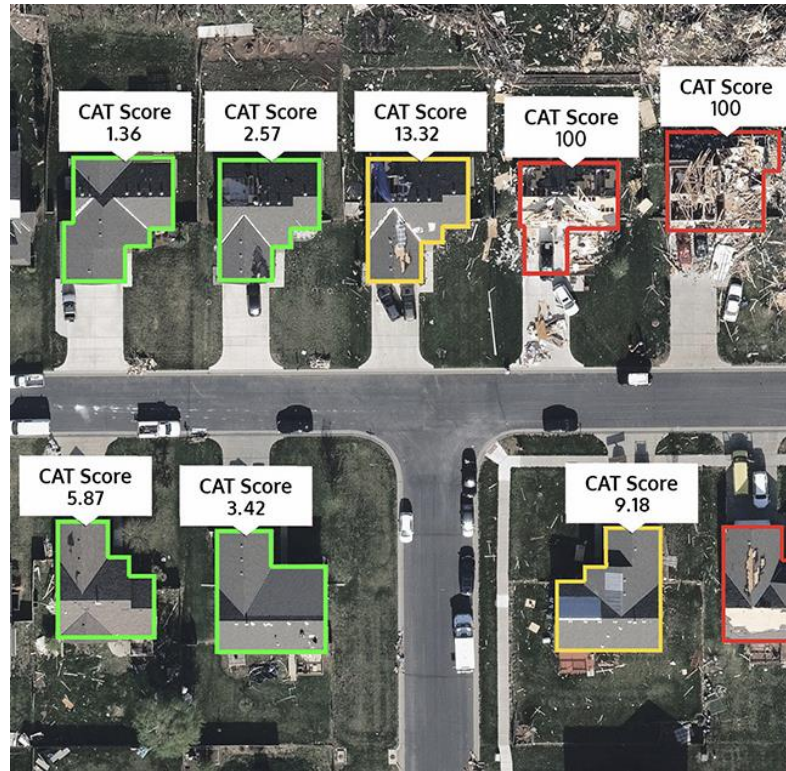 CAT Score
1.36
CAT Score
2.57
CAT Score
13.32
CAT Score
100
CAT Score
100
CAT Score
5.87
CAT Score
3.42
CAT Score
9.18